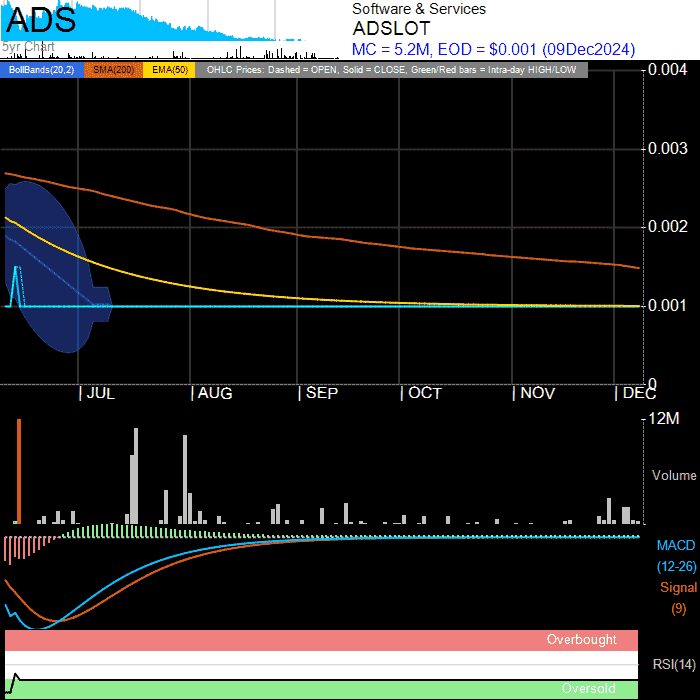 ADS
5yr Chart
Software & Services
ADSLOT
MC = 5.2M, EOD = $0.001 (09Dec2024)
BollBands(20,2) SMA(200) EMA(50) OHLC Prices: Dashed = OPEN, Solid = CLOSE, Green/Red bars = Intra-day HIGH/LOW
0.004
0.003
0.002
0.001
0
JUL AUG SEP OCT NOV DEC
12M
Volume
MACD
(12-26)
Signal
(9)
Overbought
RSI(14)
Oversold